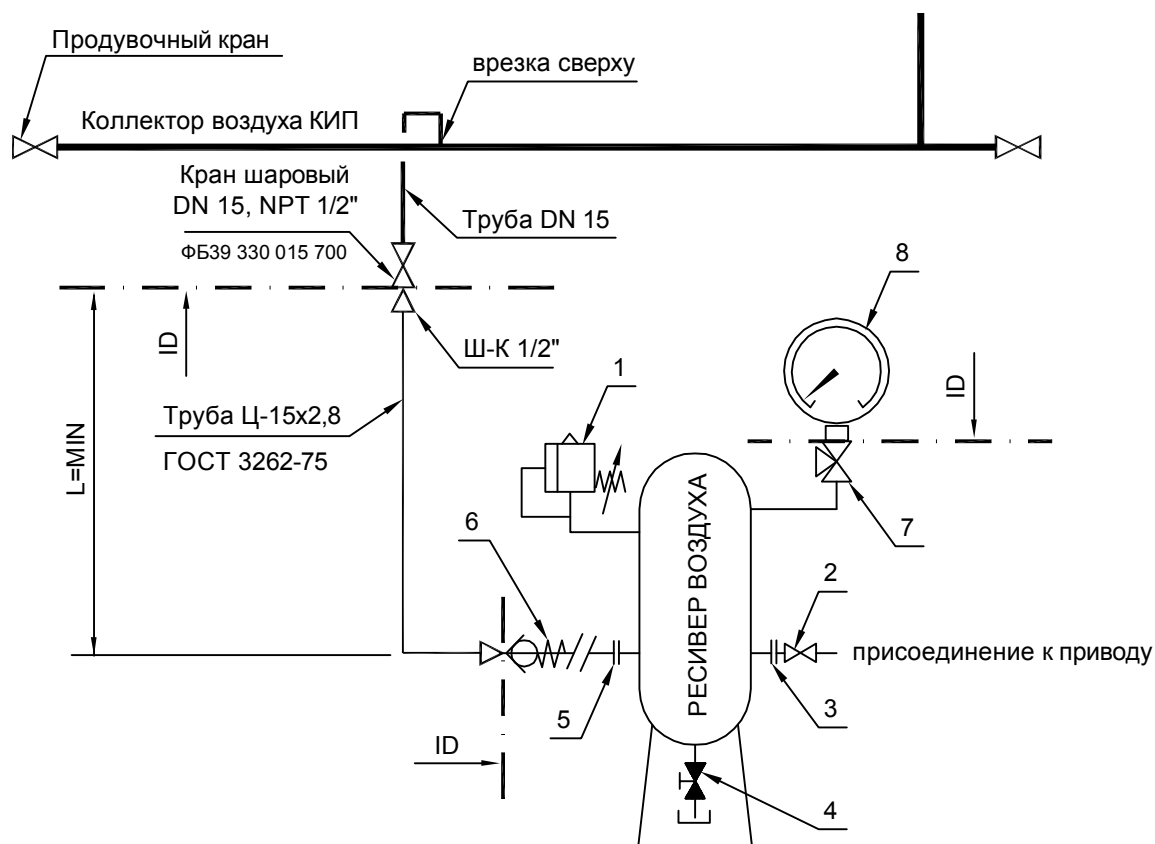 Продувочный кран
врезка сверху
Коллектор воздуха КИП
Кран шаровый
DN 15, NPT 1/2"
ФБ39 330 015 700
Труба DN 15
8
ID
Ш-К 1/2"
1
ID
L=MIN
Труба Ц-15х2,8
ГОСТ 3262-75
РЕСИВЕР ВОЗДУХА
6
7
2
присоединение к приводу
5
3
ID
4